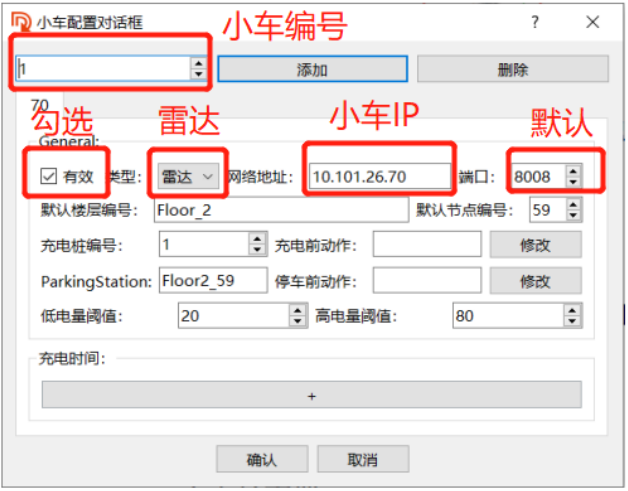 小车配置对话框 ? ×
小车编号
1 添加 删除
70
勾选 雷达 小车IP 默认
General:
有效 类型: 雷达 网络地址: 10.101.26.70 端口: 8008
默认楼层编号: Floor_2 默认节点编号: 59
充电桩编号: 1 充电前动作: 修改
ParkingStation: Floor2_59 停车前动作: 修改
低电量阈值: 20 高电量阈值: 80
充电时间:
+
确认 取消